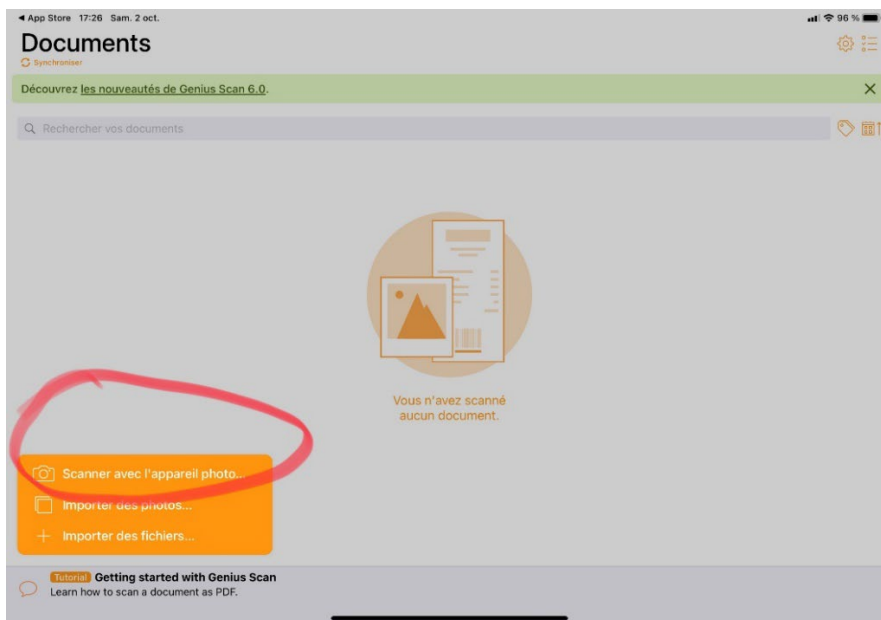 App Store 17:26 Sam. 2 oct. 96 %
Documents
Synchroniser
Découvrez les nouveautés de Genius Scan 6.0.
Rechercher vos documents
Vous n'avez scanné
aucun document.
Scanner avec l'appareil photo...
Importer des photos...
Importer des fichiers...
Tutorial Getting started with Genius Scan
Learn how to scan a document as PDF.